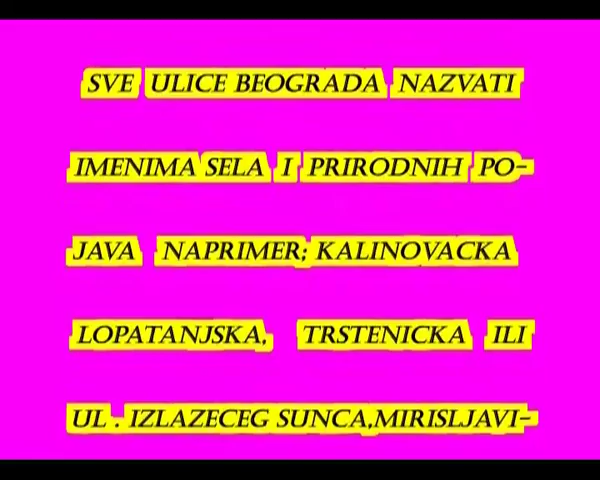 SVE ULICE BEOGRADA NAZVATI
IMENIMA SELA I PRIRODNIH PO-
JAVA NAPRIMER; KALINOVACKA
LOPATANJSKA, TRSTENICKA ILI
UL . IZLAZECEG SUNCA,MIRISLJAVI-